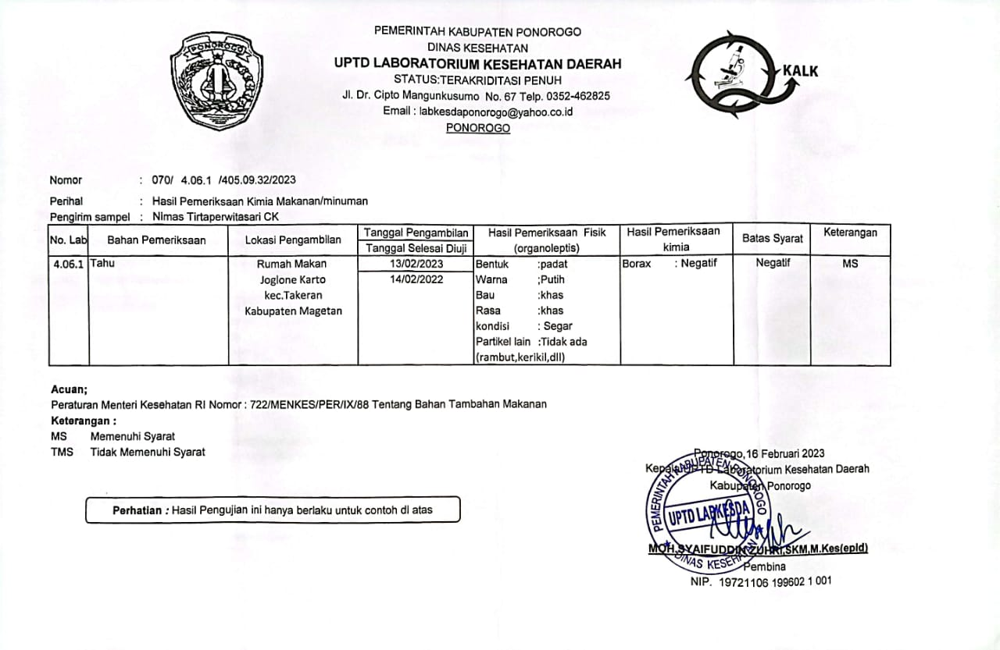 PONOROGO
PEMERINTAH KABUPATEN PONOROGO
DINAS KESEHATAN
UPTD LABORATORIUM KESEHATAN DAERAH
STATUS:TERAKRIDITASI PENUH
Jl. Dr. Cipto Mangunkusumo No. 67 Telp. 0352-462825
Email : labkesdaponorogo@yahoo.co.id
PONOROGO
KALK
Nomor : 070/ 4.06.1 /405.09.32/2023
Perihal : Hasil Pemeriksaan Kimia Makanan/minuman
Pengirim sampel : Nimas Tirtaperwitasari CK
No. Lab Bahan Pemeriksaan Lokasi Pengambilan Tanggal Pengambilan Hasil Pemeriksaan Fisik Hasil Pemeriksaan Batas Syarat Keterangan
Tanggal Selesai Diuji (organoleptis) kimia
4.06.1 Tahu Rumah Makan 13/02/2023 Bentuk :padat Borax : Negatif Negatif MS
Joglone Karto 14/02/2022 Warna ;Putih
kec.Takeran Bau :khas
Kabupaten Magetan Rasa :khas
kondisi : Segar
Partikel lain :Tidak ada
(rambut,kerikil,dll)
Acuan;
Peraturan Menteri Kesehatan RI Nomor : 722/MENKES/PER/IX/88 Tentang Bahan Tambahan Makanan
Keterangan :
MS Memenuhi Syarat
TMS Tidak Memenuhi Syarat
Perhatian : Hasil Pengujian ini hanya berlaku untuk contoh di atas
Ponorogo,16 Februari 2023
Kepala UPTD Laboratorium Kesehatan Daerah
Kabupaten Ponorogo
PEMERINTAH KABUPATEN PONOROGO
UPTD LABKESDA
DINAS KESEHATAN
MOH.SYAIFUDDIN ZUHRI,SKM,M.Kes(epid)
Pembina
NIP. 19721106 199602 1 001